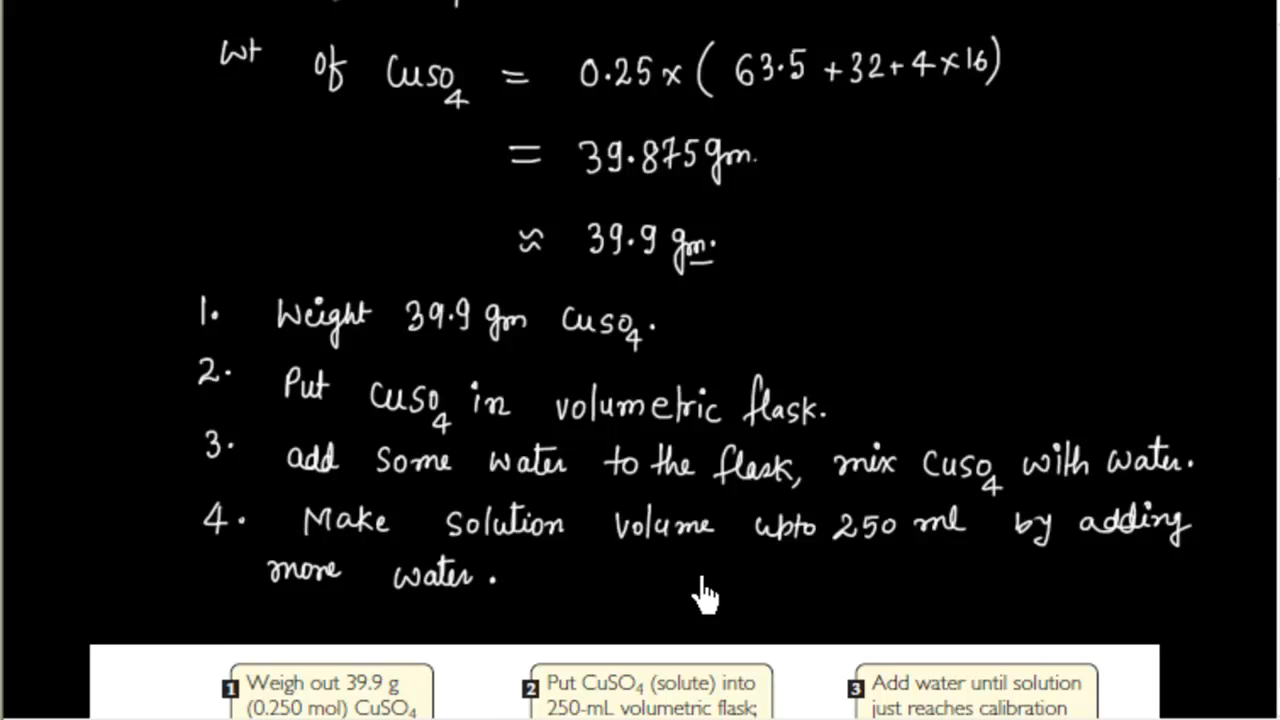 wt of CuSO4 = 0.25 x ( 63.5 + 32 + 4 x 16)
= 39.875 gm.
≈ 39.9 gm.
1. Weight 39.9 gm CuSO4.
2. Put CuSO4 in volumetric flask.
3. add some water to the flask, mix CuSO4 with water.
4. Make solution volume upto 250 ml by adding
more water.
1 Weigh out 39.9 g
(0.250 mol) CuSO4
2 Put CuSO4 (solute) into
250-mL volumetric flask;
3 Add water until solution
just reaches calibration